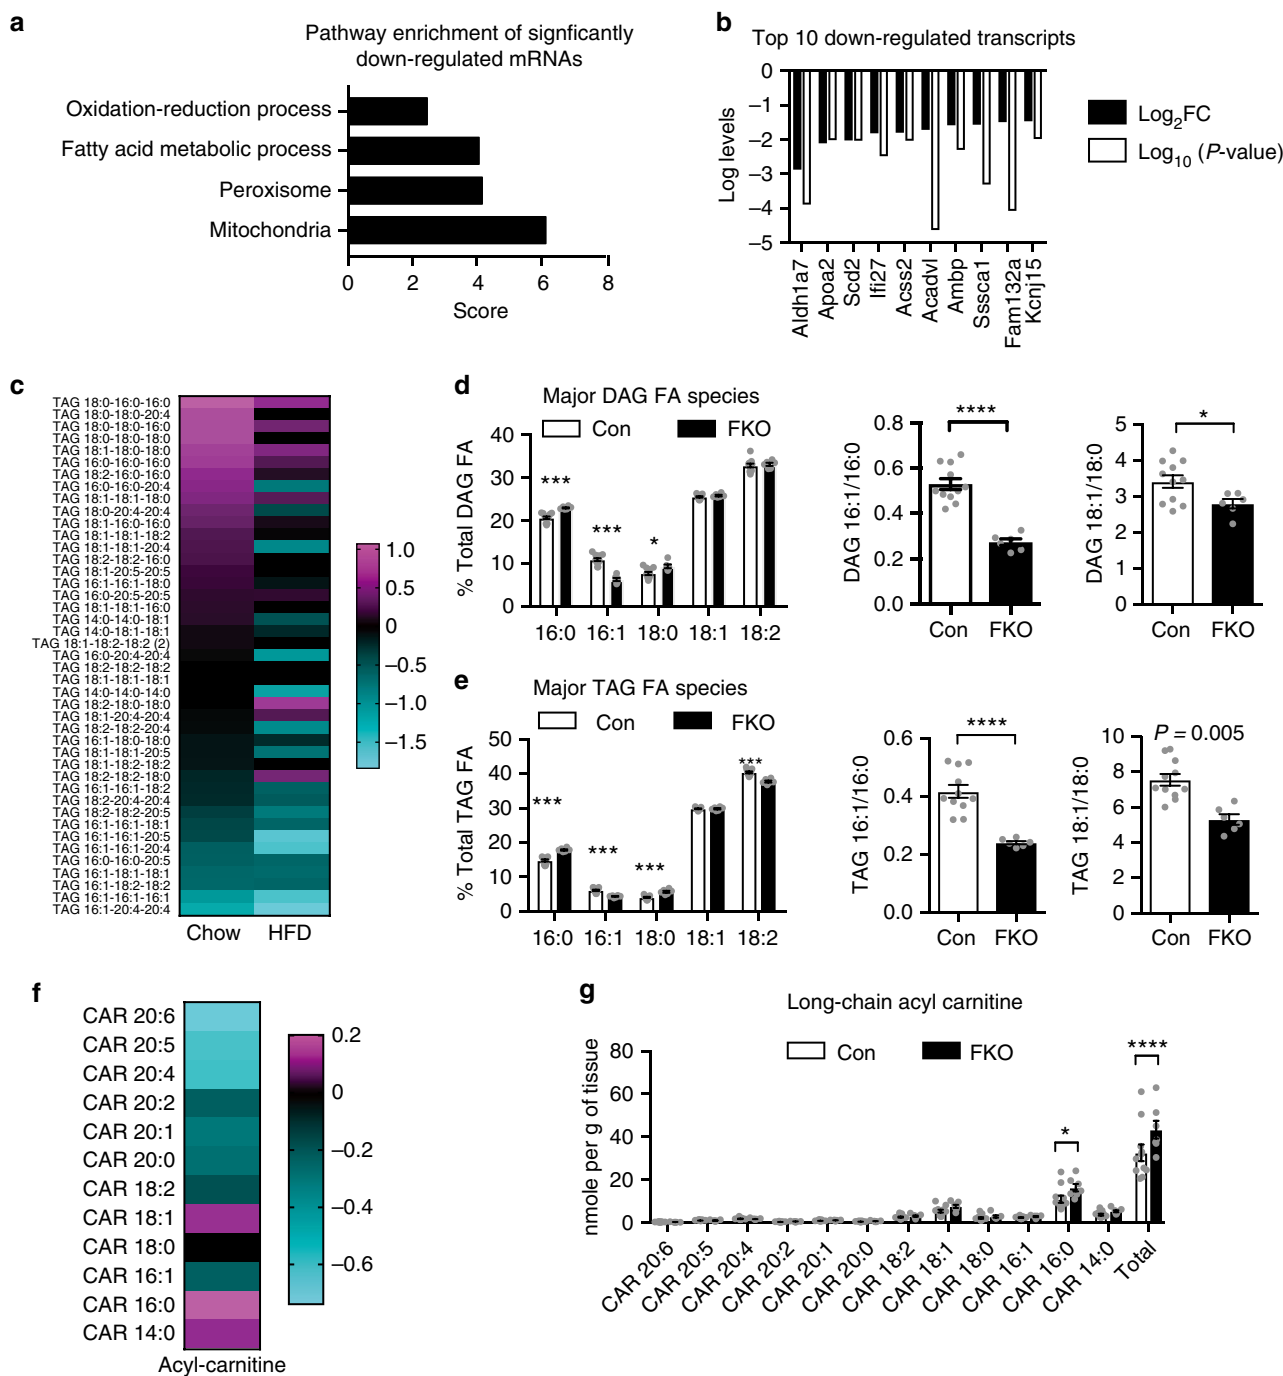 a
Pathway enrichment of signficantly
down-regulated mRNAs
Oxidation-reduction process
Fatty acid metabolic process
Peroxisome
Mitochondria
0 2 4 6 8
Score
b
Top 10 down-regulated transcripts
Log levels
0
–1
–2
–3
–4
–5
Log2FC
Log10 (P-value)
Aldh1a7
Apoa2
Scd2
Ifi27
Acss2
Acadvl
Ambp
Sssca1
Fam132a
Kcnj15
c
TAG 18:0-16:0-16:0
TAG 18:0-18:0-20:4
TAG 18:0-18:0-16:0
TAG 18:0-18:0-18:0
TAG 18:1-18:0-18:0
TAG 16:0-16:0-16:0
TAG 18:2-16:0-16:0
TAG 16:0-16:0-20:4
TAG 18:1-18:1-18:0
TAG 18:0-20:4-20:4
TAG 18:1-16:0-16:0
TAG 18:1-18:1-18:2
TAG 18:1-18:1-20:4
TAG 18:2-18:2-16:0
TAG 18:1-20:5-20:5
TAG 16:1-16:1-18:0
TAG 16:0-20:5-20:5
TAG 18:1-18:1-16:0
TAG 14:0-14:0-18:1
TAG 14:0-18:1-18:1
TAG 18:1-18:2-18:2 (2)
TAG 16:0-20:4-20:4
TAG 18:2-18:2-18:2
TAG 18:1-18:1-18:1
TAG 14:0-14:0-14:0
TAG 18:2-18:0-18:0
TAG 18:1-20:4-20:4
TAG 18:2-18:2-20:4
TAG 16:1-18:0-18:0
TAG 18:1-18:1-20:5
TAG 18:1-18:2-18:2
TAG 18:2-18:2-18:0
TAG 16:1-16:1-18:2
TAG 18:2-20:4-20:4
TAG 18:2-18:2-20:5
TAG 16:1-16:1-18:1
TAG 16:1-16:1-20:5
TAG 16:1-16:1-20:4
TAG 16:0-16:0-20:5
TAG 16:1-18:1-18:1
TAG 16:1-18:2-18:2
TAG 16:1-16:1-16:1
TAG 16:1-20:4-20:4
Chow HFD
1.0
0.5
0
–0.5
–1.0
–1.5
d
Major DAG FA species
Con FKO
% Total DAG FA
40
30
20
10
0
***
***
*
16:0 16:1 18:0 18:1 18:2
DAG 16:1/16:0
0.8
0.6
0.4
0.2
0.0
****
Con FKO
DAG 18:1/18:0
5
4
3
2
1
0
*
Con FKO
e
Major TAG FA species
Con FKO
% Total TAG FA
50
40
30
20
10
0
***
***
***
***
16:0 16:1 18:0 18:1 18:2
TAG 16:1/16:0
0.6
0.4
0.2
0.0
****
Con FKO
TAG 18:1/18:0
10
8
6
4
2
0
P = 0.005
Con FKO
f
CAR 20:6
CAR 20:5
CAR 20:4
CAR 20:2
CAR 20:1
CAR 20:0
CAR 18:2
CAR 18:1
CAR 18:0
CAR 16:1
CAR 16:0
CAR 14:0
Acyl-carnitine
0.2
0
–0.2
–0.4
–0.6
g
Long-chain acyl carnitine
Con FKO
nmole per g of tissue
80
60
40
20
0
*
****
CAR 20:6
CAR 20:5
CAR 20:4
CAR 20:2
CAR 20:1
CAR 20:0
CAR 18:2
CAR 18:1
CAR 18:0
CAR 16:1
CAR 16:0
CAR 14:0
Total